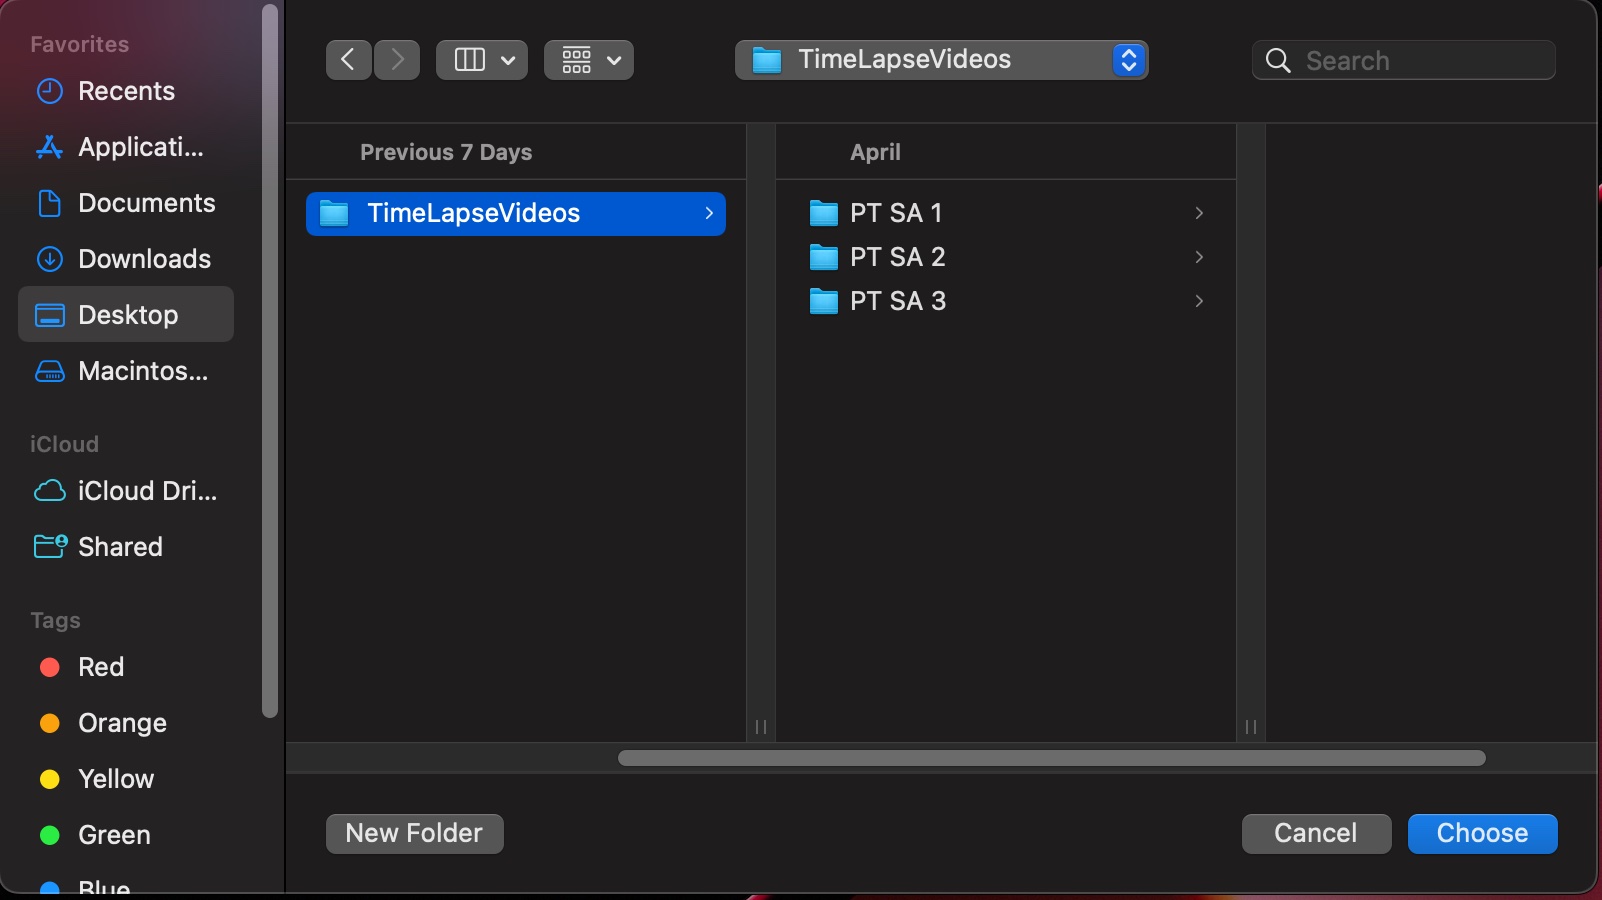 Favorites
Recents
Applicati...
Documents
Downloads
Desktop
Macintos...
iCloud
iCloud Dri...
Shared
Tags
Red
Orange
Yellow
Green
Blue
TimeLapseVideos
Search
Previous 7 Days
TimeLapseVideos
April
PT SA 1
PT SA 2
PT SA 3
New Folder
Cancel
Choose